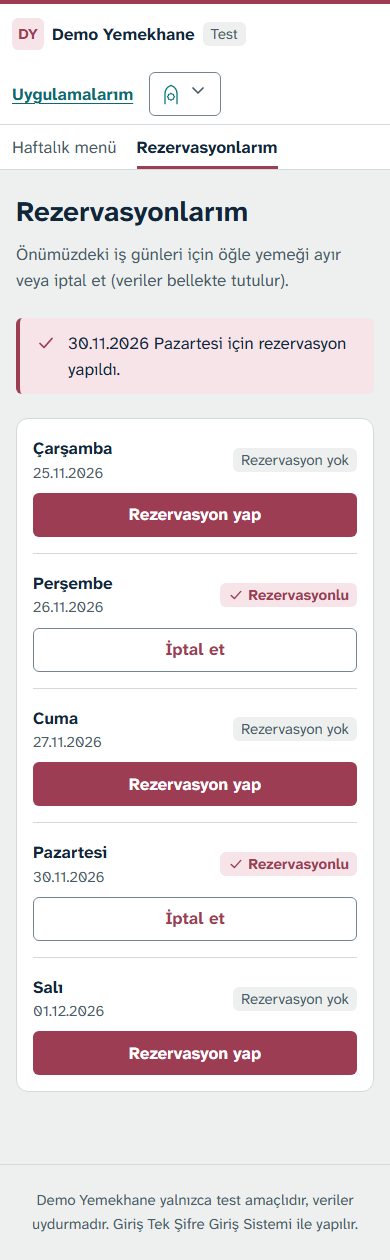 DY Demo Yemekhane Test
Uygulamalarım
Haftalık menü Rezervasyonlarım
Rezervasyonlarım
Önümüzdeki iş günleri için öğle yemeği ayır
veya iptal et (veriler bellekte tutulur).
30.11.2026 Pazartesi için rezervasyon
yapıldı.
Çarşamba
25.11.2026
Rezervasyon yok
Rezervasyon yap
Perşembe
26.11.2026
Rezervasyonlu
İptal et
Cuma
27.11.2026
Rezervasyon yok
Rezervasyon yap
Pazartesi
30.11.2026
Rezervasyonlu
İptal et
Salı
01.12.2026
Rezervasyon yok
Rezervasyon yap
Demo Yemekhane yalnızca test amaçlıdır, veriler
uydurmadır. Giriş Tek Şifre Giriş Sistemi ile yapılır.